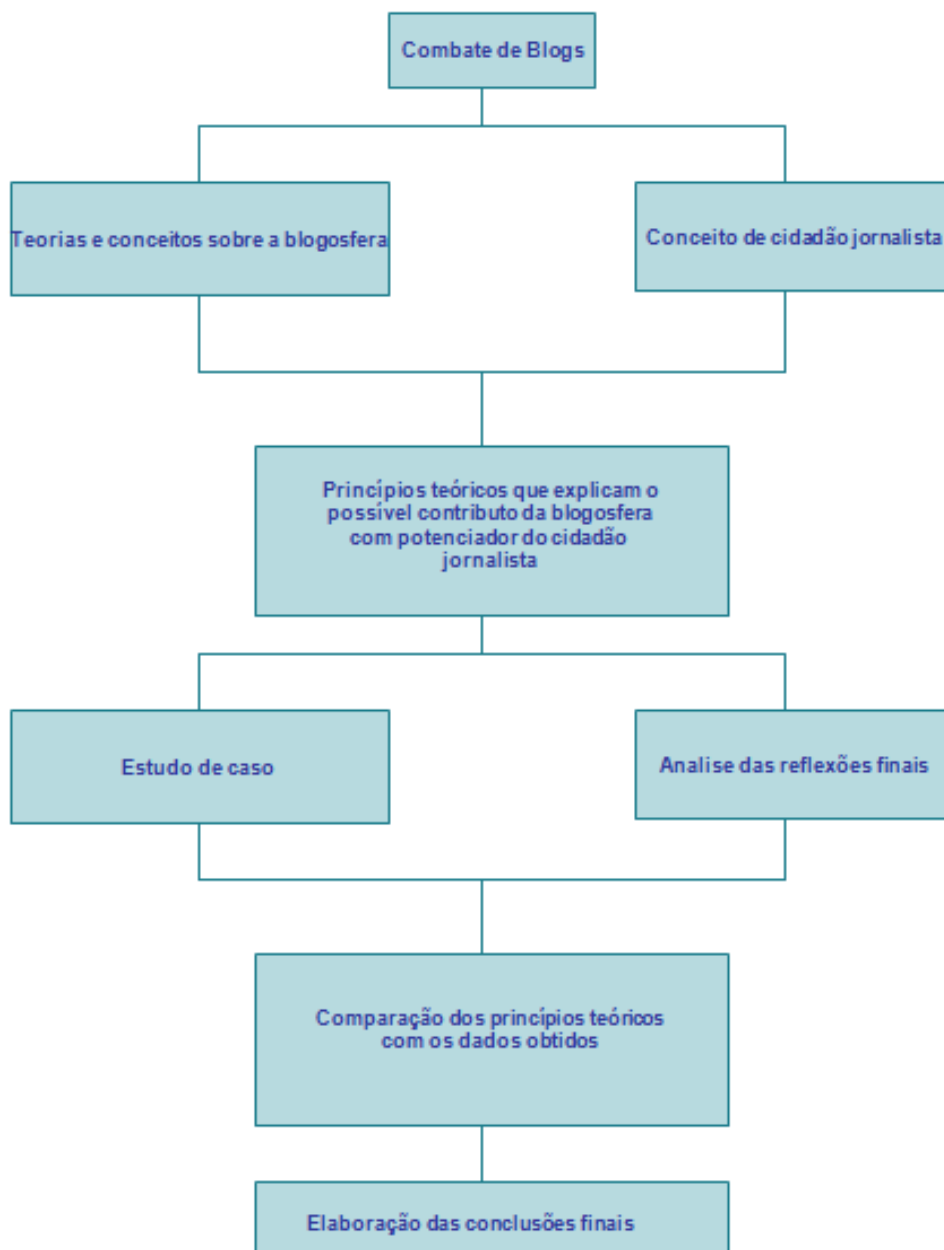 Combate de Blogs
Teorias e conceitos sobre a blogosfera
Conceito de cidadão jornalista
Princípios teóricos que explicam o
possível contributo da blogosfera
com potenciador do cidadão
jornalista
Estudo de caso
Analise das reflexões finais
Comparação dos princípios teóricos
com os dados obtidos
Elaboração das conclusões finais